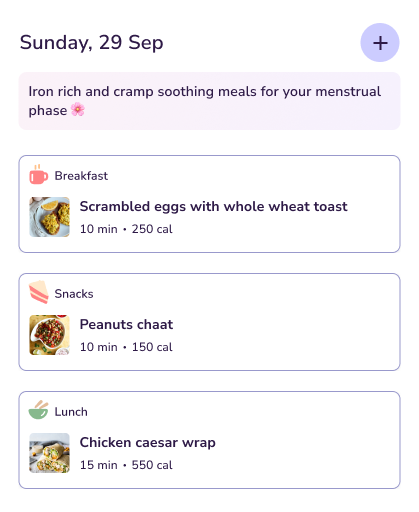 Sunday, 29 Sep
+
Iron rich and cramp soothing meals for your menstrual
phase 🌸
Breakfast
Scrambled eggs with whole wheat toast
10 min • 250 cal
Snacks
Peanuts chaat
10 min • 150 cal
Lunch
Chicken caesar wrap
15 min • 550 cal